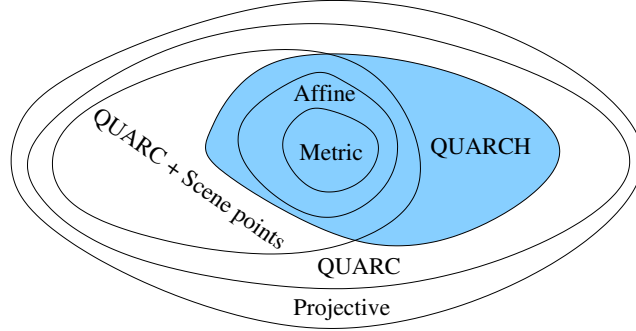 Affine
Metric
QUARCH
QUARC + Scene points
QUARC
Projective